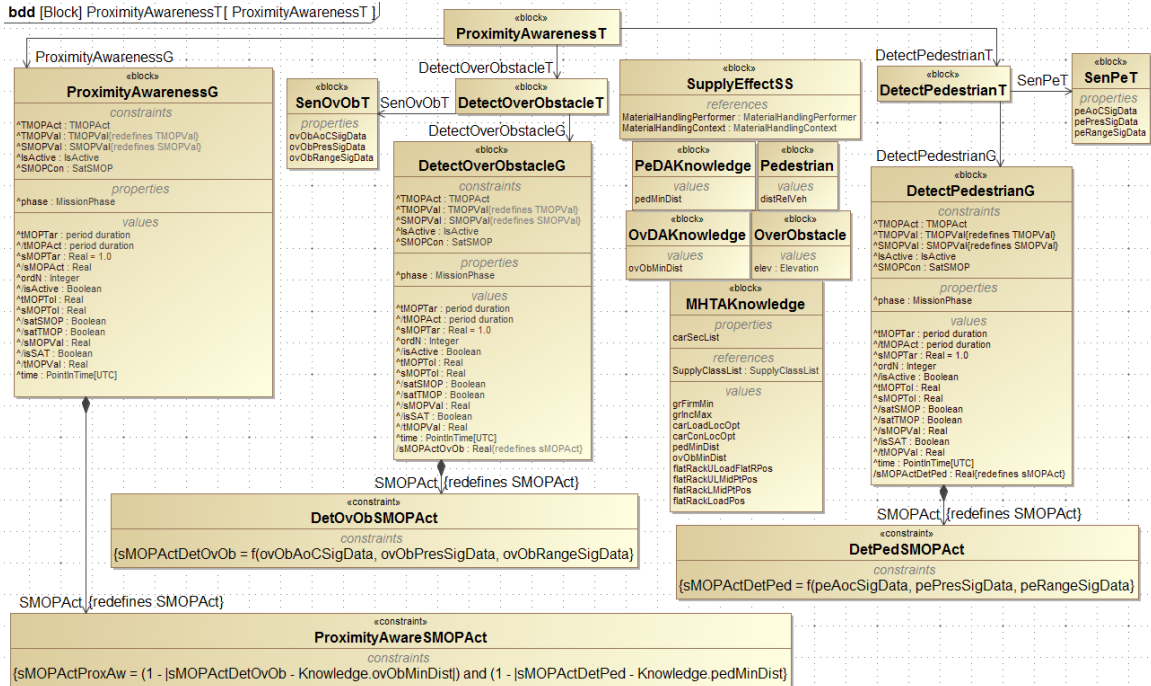 bdd [Block] ProximityAwarenessT[ ProximityAwarenessT ]
«block»
ProximityAwarenessT
ProximityAwarenessG
«block»
ProximityAwarenessG
constraints
^TMOPAct : TMOPAct
^TMOPVal : TMOPVal{redefines TMOPVal}
^SMOPVal : SMOPVal{redefines SMOPVal}
^IsActive : IsActive
^SMOPCon : SatSMOP
properties
^phase : MissionPhase
values
^tMOPTar : period duration
^/tMOPAct : period duration
^sMOPTar : Real = 1.0
^/sMOPAct : Real
^ordN : Integer
^/isActive : Boolean
^tMOPTol : Real
^sMOPTol : Real
^/satSMOP : Boolean
^/satTMOP : Boolean
^/sMOPVal : Real
^/isSAT : Boolean
^/tMOPVal : Real
^time : PointInTime[UTC]
«block»
SenOvObT
properties
ovObAoCSiigData
ovObPresSigData
ovObRangeSigData
SenOvObT
DetectOverObstacleT
«block»
DetectOverObstacleT
DetectOverObstacleG
«block»
DetectOverObstacleG
constraints
^TMOPAct : TMOPAct
^TMOPVal : TMOPVal{redefines TMOPVal}
^SMOPVal : SMOPVal{redefines SMOPVal}
^IsActive : IsActive
^SMOPCon : SatSMOP
properties
^phase : MissionPhase
values
^tMOPTar : period duration
^/tMOPAct : period duration
^sMOPTar : Real = 1.0
^ordN : Integer
^/isActive : Boolean
^tMOPTol : Real
^sMOPTol : Real
^/satSMOP : Boolean
^/satTMOP : Boolean
^/sMOPVal : Real
^/isSAT : Boolean
^/tMOPVal : Real
^time : PointInTime[UTC]
/sMOPActOvOb : Real{redefines sMOPAct}
«block»
SupplyEffectSS
references
MaterialHandlingPerformer : MaterialHandlingPerformer
MaterialHandlingContext : MaterialHandlingContext
«block»
PeDAKnowledge
values
pedMinDist
«block»
Pedestrian
values
distRelVeh
«block»
OvDAKnowledge
values
ovObMinDist
«block»
OverObstacle
values
elev : Elevation
«block»
MHTAKnowledge
properties
carSecList
references
SupplyClassList : SupplyClassList
values
grFirmMin
grIncMax
carLoadLocOpt
carConLocOpt
pedMinDist
ovObMinDist
flatRackULoadFlatRPos
flatRackULMidPtPos
flatRackLMidPtPos
flatRackLoadPos
DetectPedestrianT
«block»
DetectPedestrianT
SenPeT
«block»
SenPeT
properties
peAoCSigData
pePresSigData
peRangeSigData
DetectPedestrianG
«block»
DetectPedestrianG
constraints
^TMOPAct : TMOPAct
^TMOPVal : TMOPVal{redefines TMOPVal}
^SMOPVal : SMOPVal{redefines SMOPVal}
^IsActive : IsActive
^SMOPCon : SatSMOP
properties
^phase : MissionPhase
values
^tMOPTar : period duration
^/tMOPAct : period duration
^sMOPTar : Real = 1.0
^ordN : Integer
^/isActive : Boolean
^tMOPTol : Real
^sMOPTol : Real
^/satSMOP : Boolean
^/satTMOP : Boolean
^/sMOPVal : Real
^/isSAT : Boolean
^/tMOPVal : Real
^time : PointInTime[UTC]
/sMOPActDetPed : Real{redefines sMOPAct}
SMOPAct {redefines SMOPAct}
«constraint»
DetOvObSMOPAct
constraints
{sMOPActDetOvOb = f(ovObAoCSigData, ovObPresSigData, ovObRangeSigData}
SMOPAct {redefines SMOPAct}
«constraint»
DetPedSMOPAct
constraints
{sMOPActDetPed = f(peAocSigData, pePresSigData, peRangeSigData}
SMOPAct {redefines SMOPAct}
«constraint»
ProximityAwareSMOPAct
constraints
{sMOPActProxAw = (1 - |sMOPActDetOvOb - Knowledge.ovObMinDist|) and (1 - |sMOPActDetPed - Knowledge.pedMinDist}